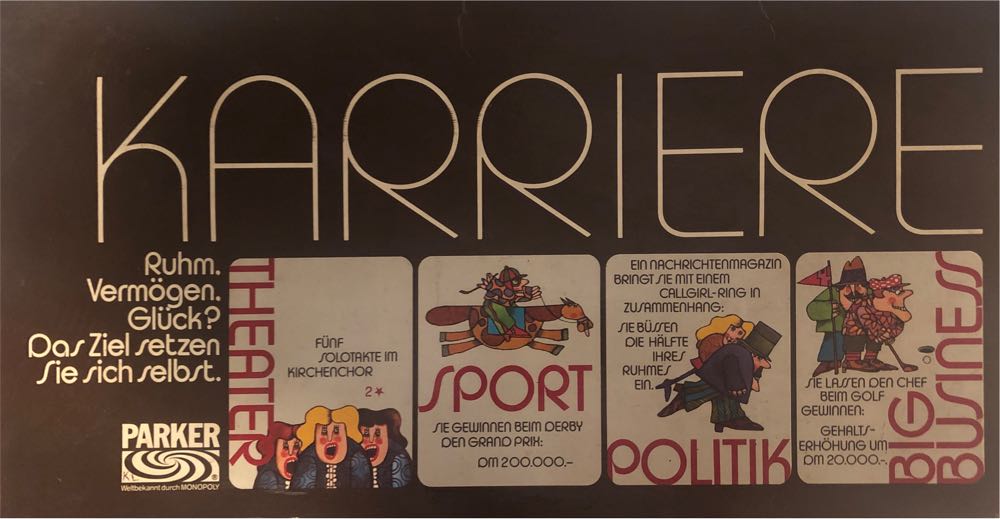 KARRIERE
Ruhm.
Vermögen.
Glück?
Das Ziel setzen
Sie sich selbst.
PARKER
®
Weltbekannt durch MONOPOLY
THEATER
FÜNF
SOLOTAKTE IM
KIRCHENCHOR
2★
SPORT
SIE GEWINNEN BEIM DERBY
DEN GRAND PRIX:
DM 200.000.-
EIN NACHRICHTENMAGAZIN
BRINGT SIE MIT EINEM
CALLGIRL-RING IN
ZUSAMMENHANG:
SIE BÜSSEN
DIE HÄLFTE
IHRES
RUHMES
EIN.
POLITIK
SIE LASSEN DEN CHEF
BEIM GOLF
GEWINNEN:
GEHALTS-
ERHÖHUNG UM
DM 20.000.-.
BIG
BUSINESS